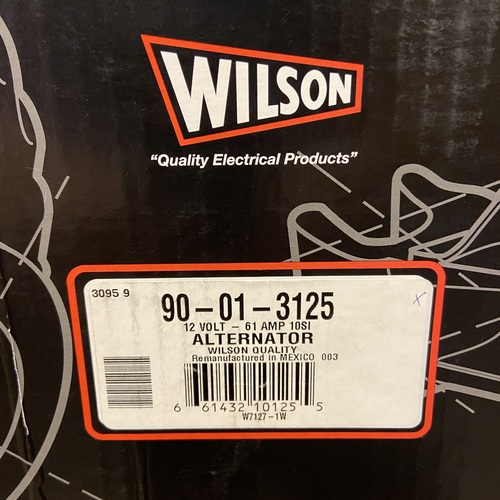 WILSON
"Quality Electrical Products"
3095 9
90-01-3125
12 VOLT - 61 AMP 10SI
ALTERNATOR
WILSON QUALITY
Remanufactured in MEXICO 003
6 61432 10125 5
W7127-1W